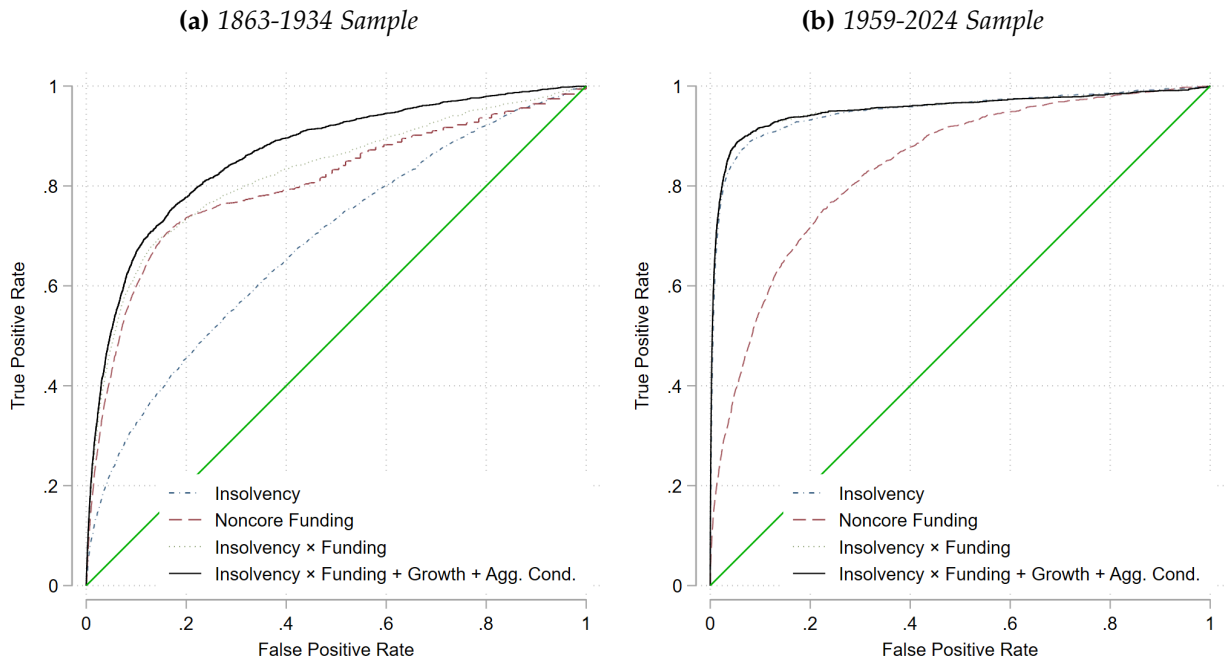 (a) 1863-1934 Sample
True Positive Rate
1
.8
.6
.4
.2
0
Insolvency
Noncore Funding
Insolvency × Funding
Insolvency × Funding + Growth + Agg. Cond.
0 .2 .4 .6 .8 1
False Positive Rate
(b) 1959-2024 Sample
True Positive Rate
1
.8
.6
.4
.2
0
Insolvency
Noncore Funding
Insolvency × Funding
Insolvency × Funding + Growth + Agg. Cond.
0 .2 .4 .6 .8 1
False Positive Rate